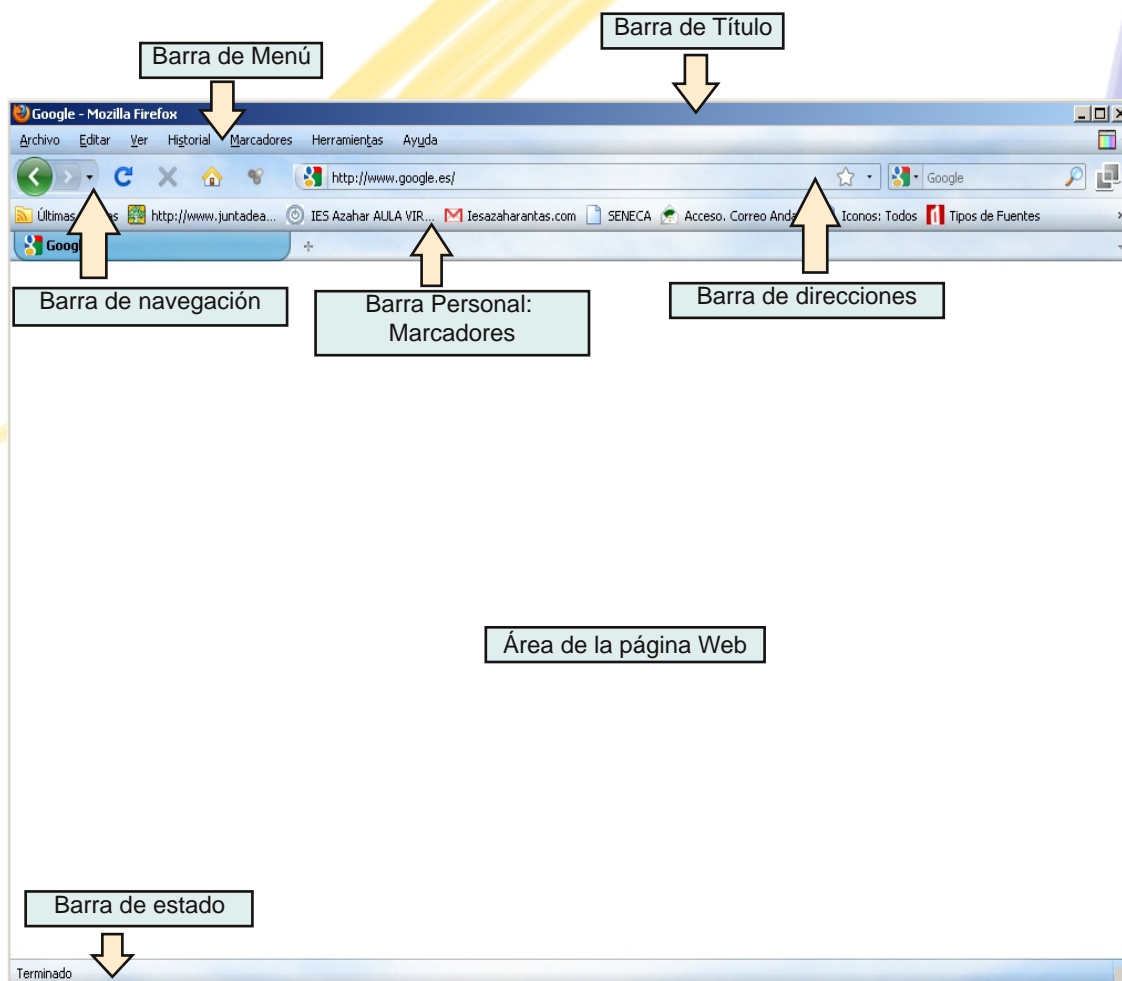 Barra de Título
Barra de Menú
Google - Mozilla Firefox
Archivo Editar Ver Historial Marcadores Herramientas Ayuda
http://www.google.es/ Google
Últimas http://www.juntadea... IES Azahar AULA VIR... Iesazaharantas.com SENECA Acceso. Correo Iconos: Todos Tipos de Fuentes
Barra de navegación
Barra Personal:
Marcadores
Barra de direcciones
Área de la página Web
Barra de estado
Terminado